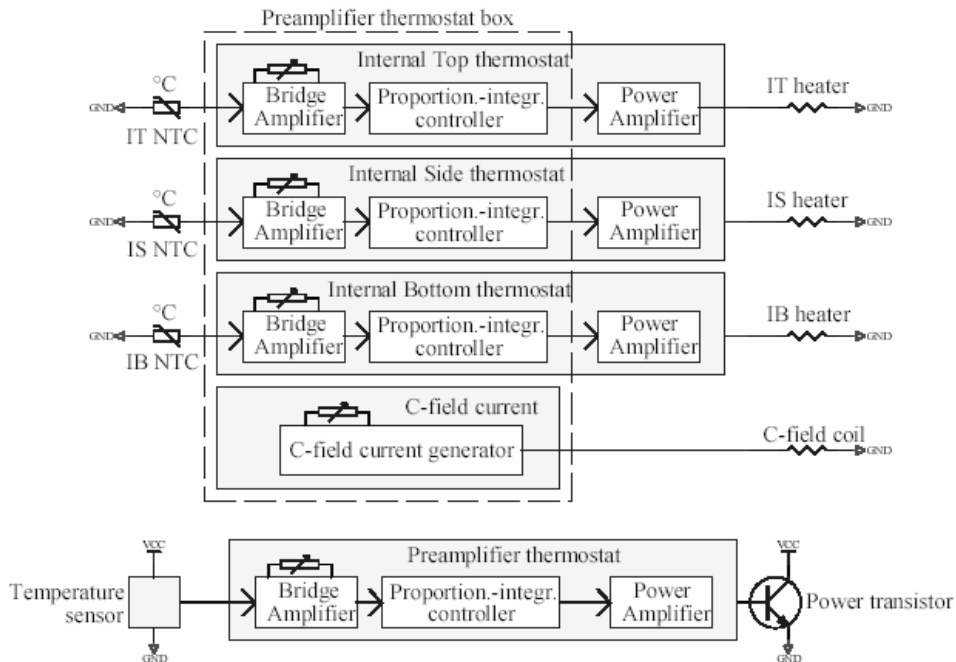 Preamplifier thermostat box
Internal Top thermostat
°C
GND
IT NTC
Bridge
Amplifier
Proportion.-integr.
controller
Power
Amplifier
IT heater
GND
Internal Side thermostat
°C
GND
IS NTC
Bridge
Amplifier
Proportion.-integr.
controller
Power
Amplifier
IS heater
GND
Internal Bottom thermostat
°C
GND
IB NTC
Bridge
Amplifier
Proportion.-integr.
controller
Power
Amplifier
IB heater
GND
C-field current
C-field current generator
C-field coil
GND
Preamplifier thermostat
VCC
Temperature
sensor
GND
Bridge
Amplifier
Proportion.-integr.
controller
Power
Amplifier
VCC
Power transistor
GND